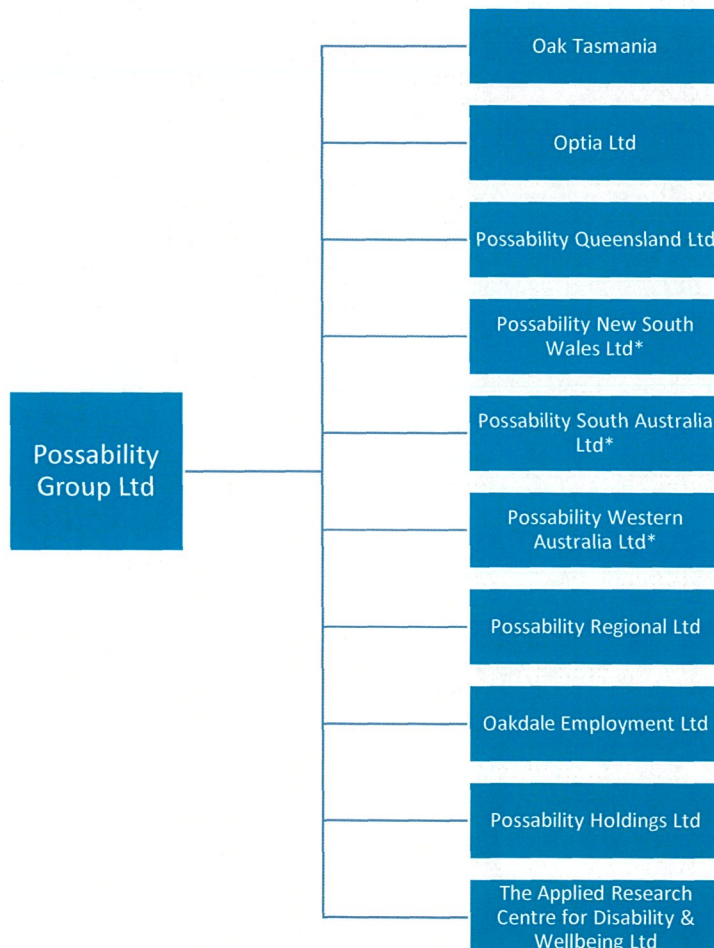 Oak Tasmania
Optia Ltd
Possability Queensland Ltd
Possability New South
Wales Ltd*
Possability South Australia
Ltd*
Possability Western
Australia Ltd*
Possability
Group Ltd
Possability Regional Ltd
Oakdale Employment Ltd
Possability Holdings Ltd
The Applied Research
Centre for Disability &
Wellbeing Ltd